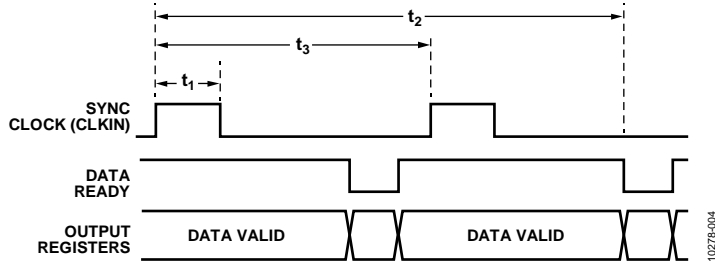 t2
t3
t1
SYNC
CLOCK (CLKIN)
DATA
READY
OUTPUT
REGISTERS
DATA VALID
DATA VALID
10278-004